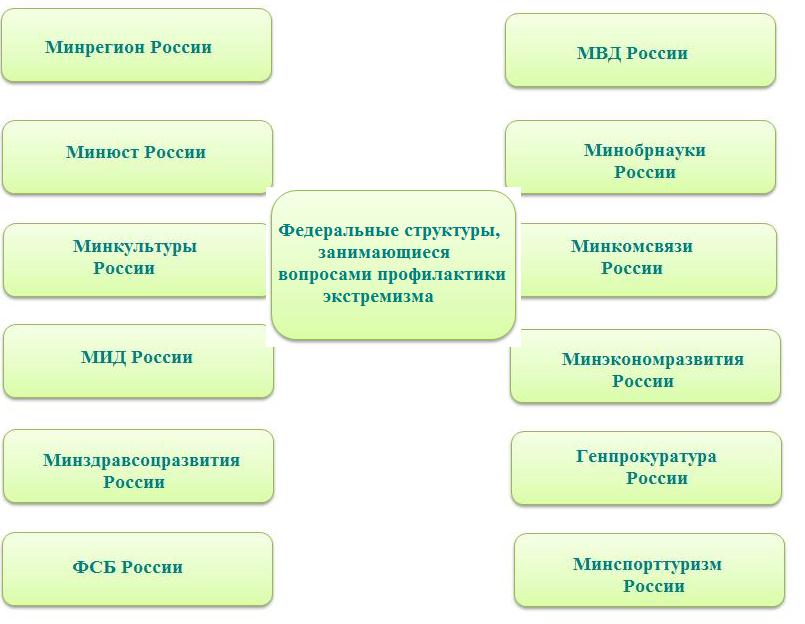 Минрегион России
МВД России
Минюст России
Минобрнауки
России
Минкультуры
России
Федеральные структуры,
занимающиеся
вопросами профилактики
экстремизма
Минкомсвязи
России
МИД России
Минэкономразвития
России
Минздравсоцразвития
России
Генпрокуратура
России
ФСБ России
Минспорттуризм
России